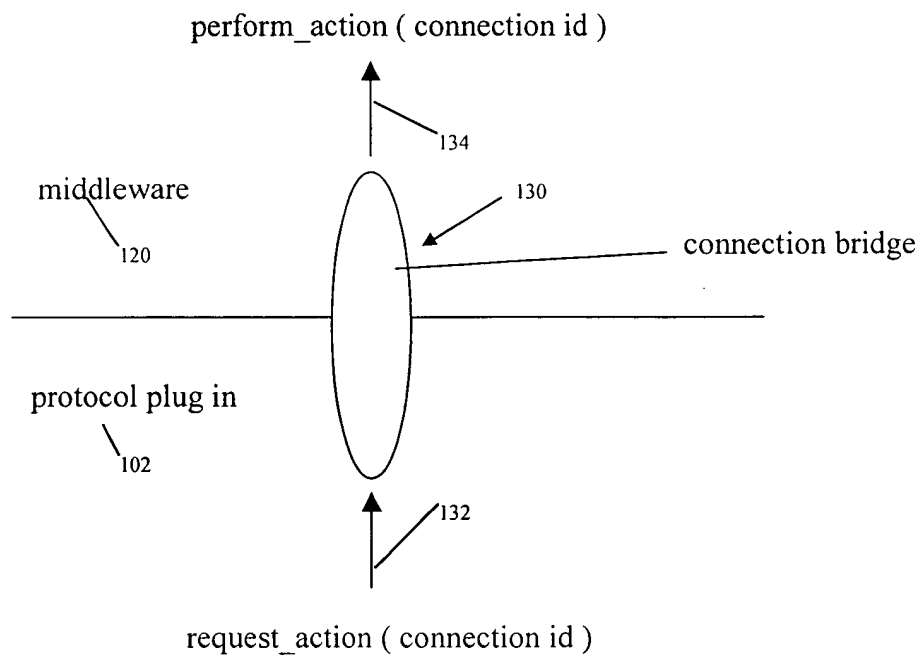 perform_action ( connection id )
134
middleware
130
120
connection bridge
protocol plug in
102
132
request_action ( connection id )